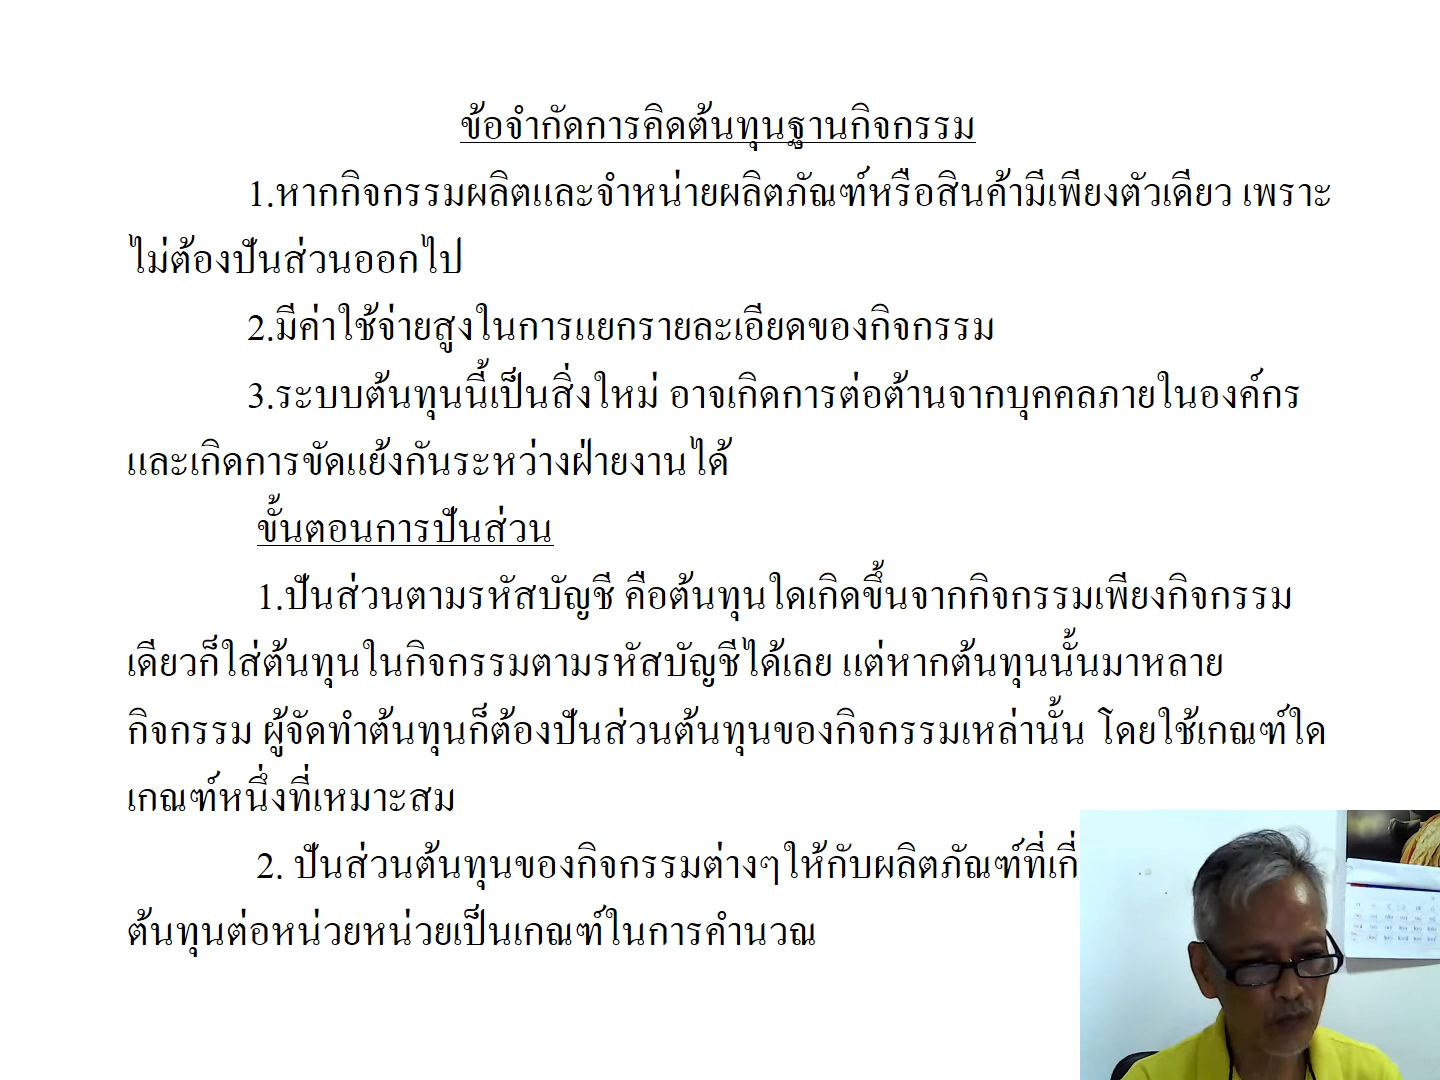 ข้อจำกัดการคิดต้นทุนฐานกิจกรรม
1.หากกิจกรรมผลิตและจำหน่ายผลิตภัณฑ์หรือสินค้ามีเพียงตัวเดียว เพราะ
ไม่ต้องปันส่วนออกไป
2.มีค่าใช้จ่ายสูงในการแยกรายละเอียดของกิจกรรม
3.ระบบต้นทุนนี้เป็นสิ่งใหม่ อาจเกิดการต่อต้านจากบุคคลภายในองค์กร
และเกิดการขัดแย้งกันระหว่างฝ่ายงานได้
ขั้นตอนการปันส่วน
1.ปันส่วนตามรหัสบัญชี คือต้นทุนใดเกิดขึ้นจากกิจกรรมเพียงกิจกรรม
เดียวก็ใส่ต้นทุนในกิจกรรมตามรหัสบัญชีได้เลย แต่หากต้นทุนนั้นมาหลาย
กิจกรรม ผู้จัดทำต้นทุนก็ต้องปันส่วนต้นทุนของกิจกรรมเหล่านั้น โดยใช้เกณฑ์ใด
เกณฑ์หนึ่งที่เหมาะสม
2. ปันส่วนต้นทุนของกิจกรรมต่างๆให้กับผลิตภัณฑ์ที่
ต้นทุนต่อหน่วยหน่วยเป็นเกณฑ์ในการคำนวณ